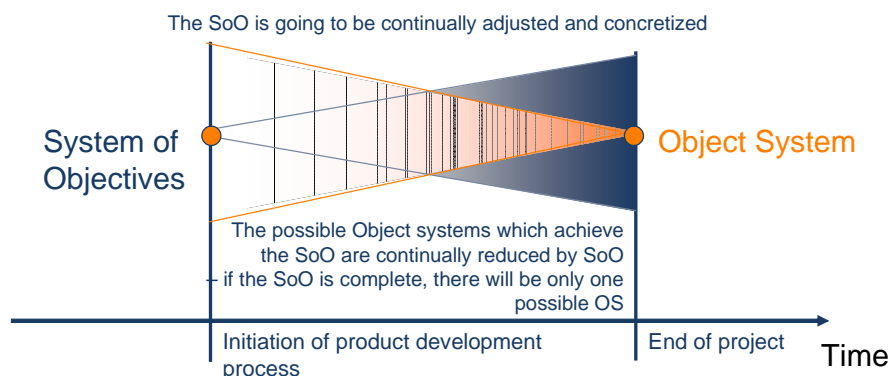 The SoO is going to be continually adjusted and concretized
System of
Objectives
Object System
The possible Object systems which achieve
the SoO are continually reduced by SoO
– if the SoO is complete, there will be only one
possible OS
Initiation of product development
process
End of project
Time